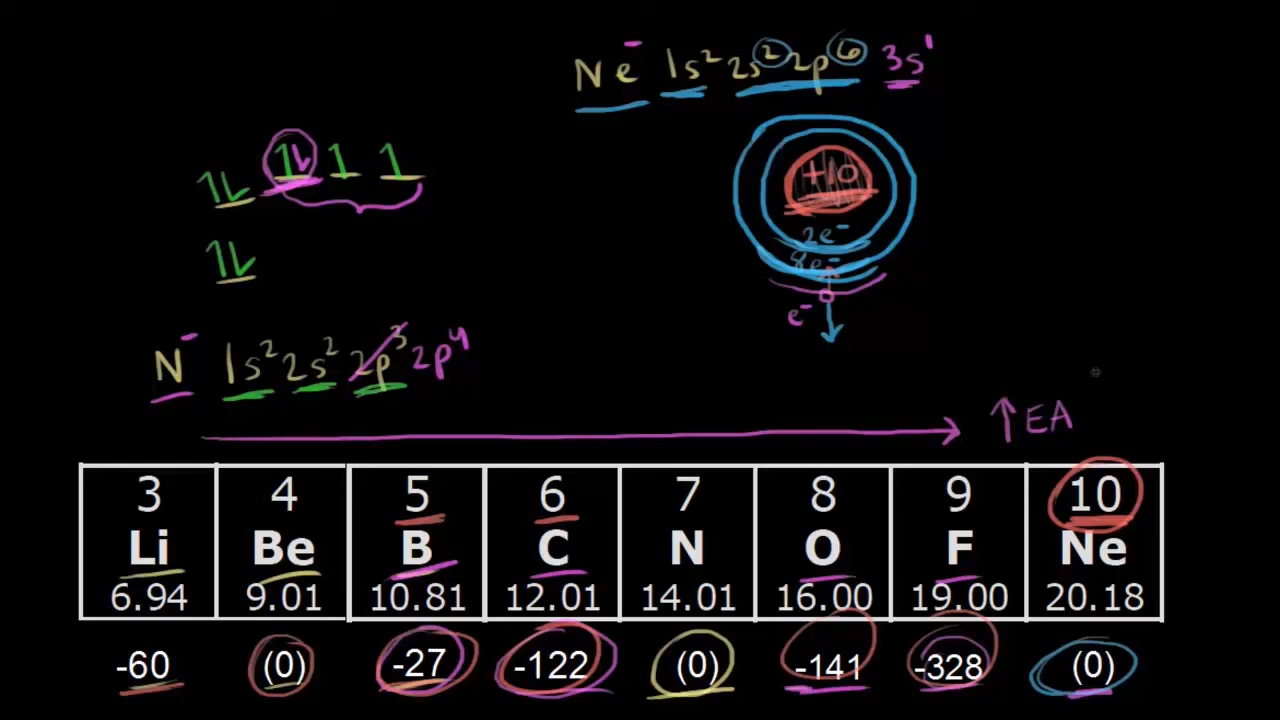 Ne⁻ 1s² 2s² 2p⁶ 3s¹
+10
2e⁻
8e⁻
e⁻
N⁻ 1s² 2s² 2p³ 2p⁴
↑ EA
3 4 5 6 7 8 9 10
Li Be B C N O F Ne
6.94 9.01 10.81 12.01 14.01 16.00 19.00 20.18
-60 (0) -27 -122 (0) -141 -328 (0)